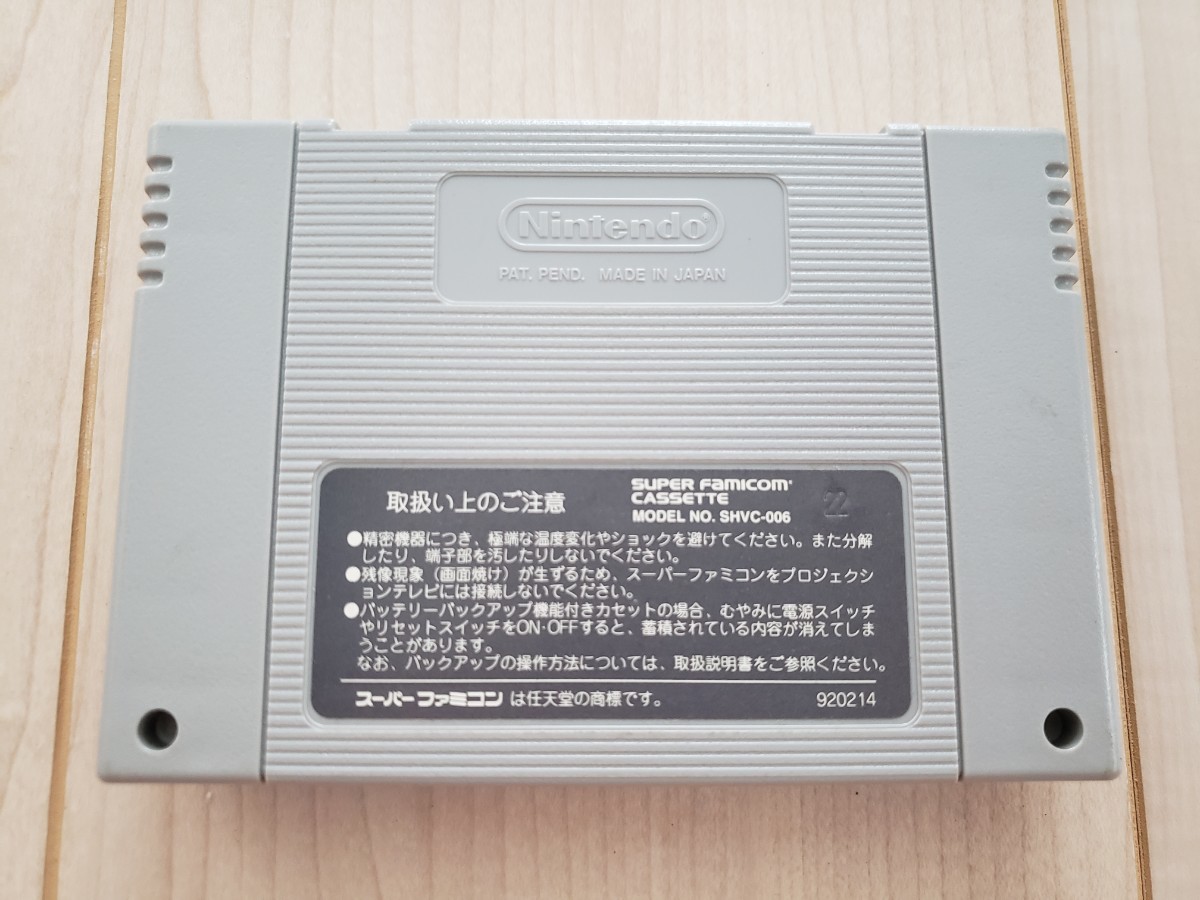 Nintendo®
PAT. PEND. MADE IN JAPAN
取扱い上のご注意
SUPER FAMICOM
CASSETTE
MODEL NO. SHVC-006
22
●精密機器につき、極端な温度変化やショックを避けてください。また分解
したり、端子部を汚したりしないでください。
●残像現象（画面焼け）が生ずるため、スーパーファミコンをプロジェクシ
ョンテレビには接続しないでください。
●バッテリーバックアップ機能付きカセットの場合、むやみに電源スイッチ
やリセットスイッチをON·OFFすると、蓄積されている内容が消えてしま
うことがあります。
なお、バックアップの操作方法については、取扱説明書をご参照ください。
スーパーファミコン は任天堂の商標です。
920214